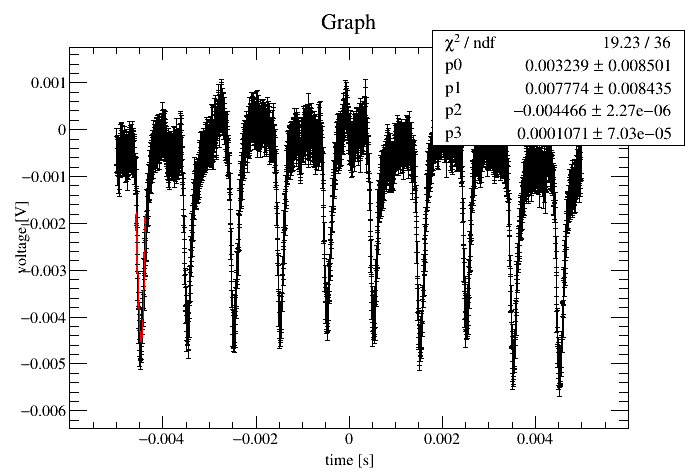 Graph
χ² / ndf 19.23 / 36
p0 0.003239 ± 0.008501
p1 0.007774 ± 0.008435
p2 −0.004466 ± 2.27e−06
p3 0.0001071 ± 7.03e−05
0.001
0
−0.001
−0.002
−0.003
−0.004
−0.005
−0.006
voltage [V]
−0.004 −0.002 0 0.002 0.004
time [s]